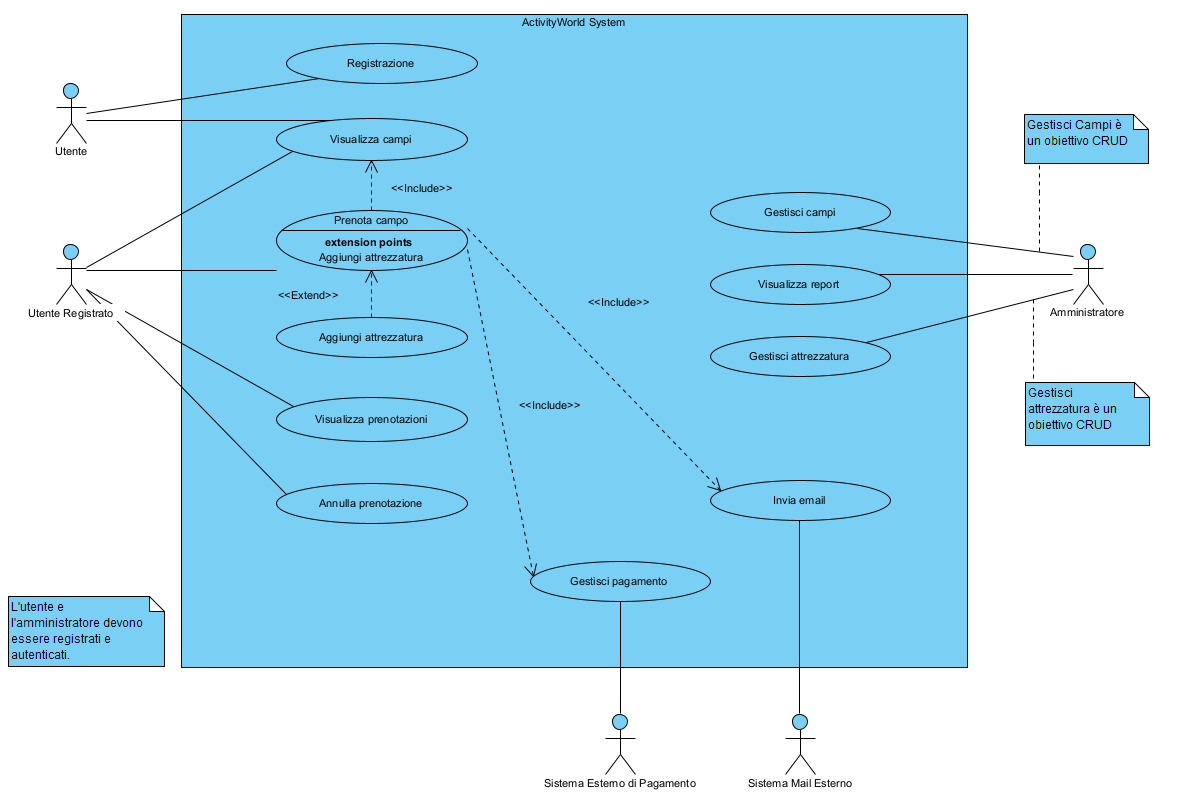 ActivityWorld System
Registrazione
Utente
Visualizza campi
<<Include>>
Prenota campo
extension points
Aggiungi attrezzatura
<<Extend>>
Utente Registrato
Aggiungi attrezzatura
Visualizza prenotazioni
Annulla prenotazione
<<Include>>
<<Include>>
Gestisci campi
Visualizza report
Gestisci attrezzatura
Amministratore
Gestisci Campi è
un obiettivo CRUD
Gestisci
attrezzatura è un
obiettivo CRUD
Invia email
Gestisci pagamento
L'utente e
l'amministratore devono
essere registrati e
autenticati.
Sistema Esterno di Pagamento
Sistema Mail Esterno